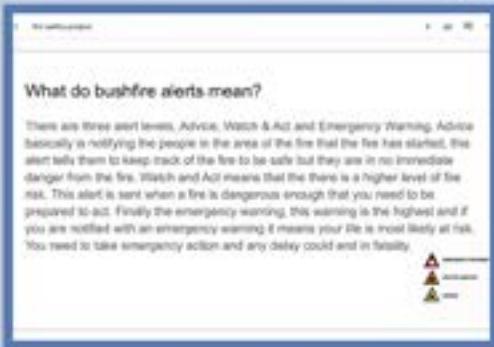 What do bushfire alerts mean?
There are three alert levels, Advice, Watch & Act and Emergency Warning. Advice
basically is notifying the people in the area of the fire that the fire has started, this
alert tells them to keep track of the fire to be safe but they are in no immediate
danger from the fire. Watch and Act means that the there is a higher level of fire
risk. This alert is sent when a fire is dangerous enough that you need to be
prepared to act. Finally the emergency warning, this warning is the highest and if
you are notified with an emergency warning it means your life is most likely at risk.
You need to take emergency action and any delay could end in fatality.